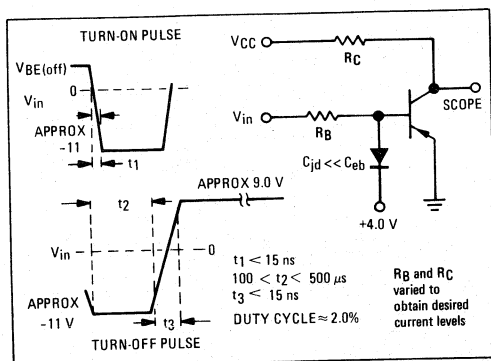 TURN-ON PULSE
VBE(off)
0
Vin
APPROX
-11
t1
t2
APPROX 9.0 V
Vin
0
APPROX
-11 V
t3
TURN-OFF PULSE
t1 < 15 ns
100 < t2 < 500 μs
t3 < 15 ns
DUTY CYCLE ≈ 2.0%
VCC
RC
SCOPE
Vin
RB
Cjd << Ceb
+4.0 V
RB and RC
varied to
obtain desired
current levels